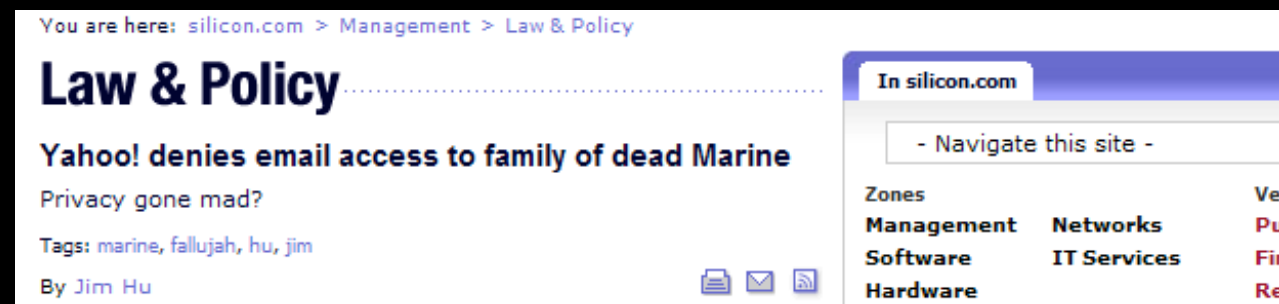 You are here: silicon.com > Management > Law & Policy
Law & Policy
Yahoo! denies email access to family of dead Marine
Privacy gone mad?
Tags: marine, fallujah, hu, jim
By Jim Hu
In silicon.com
- Navigate this site -
Zones
Management Networks
Software IT Services
Hardware